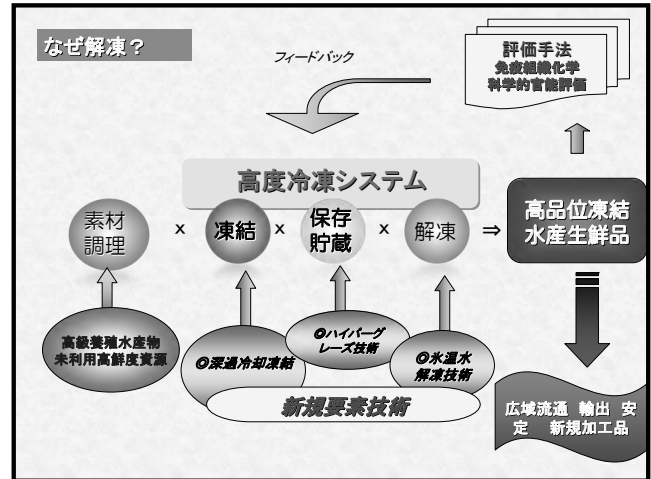 なぜ解凍？
フィードバック
評価手法
免疫組織化学
科学的官能評価
高度冷凍システム
素材
調理
x
凍結
x
保存
貯蔵
x
解凍
⇒
高品位凍結
水産生鮮品
高級養殖水産物
未利用高鮮度資源
◎深過冷却凍結
◎ハイパーグ
レーズ技術
◎氷温水
解凍技術
新規要素技術
広域流通 輸出 安
定 新規加工品